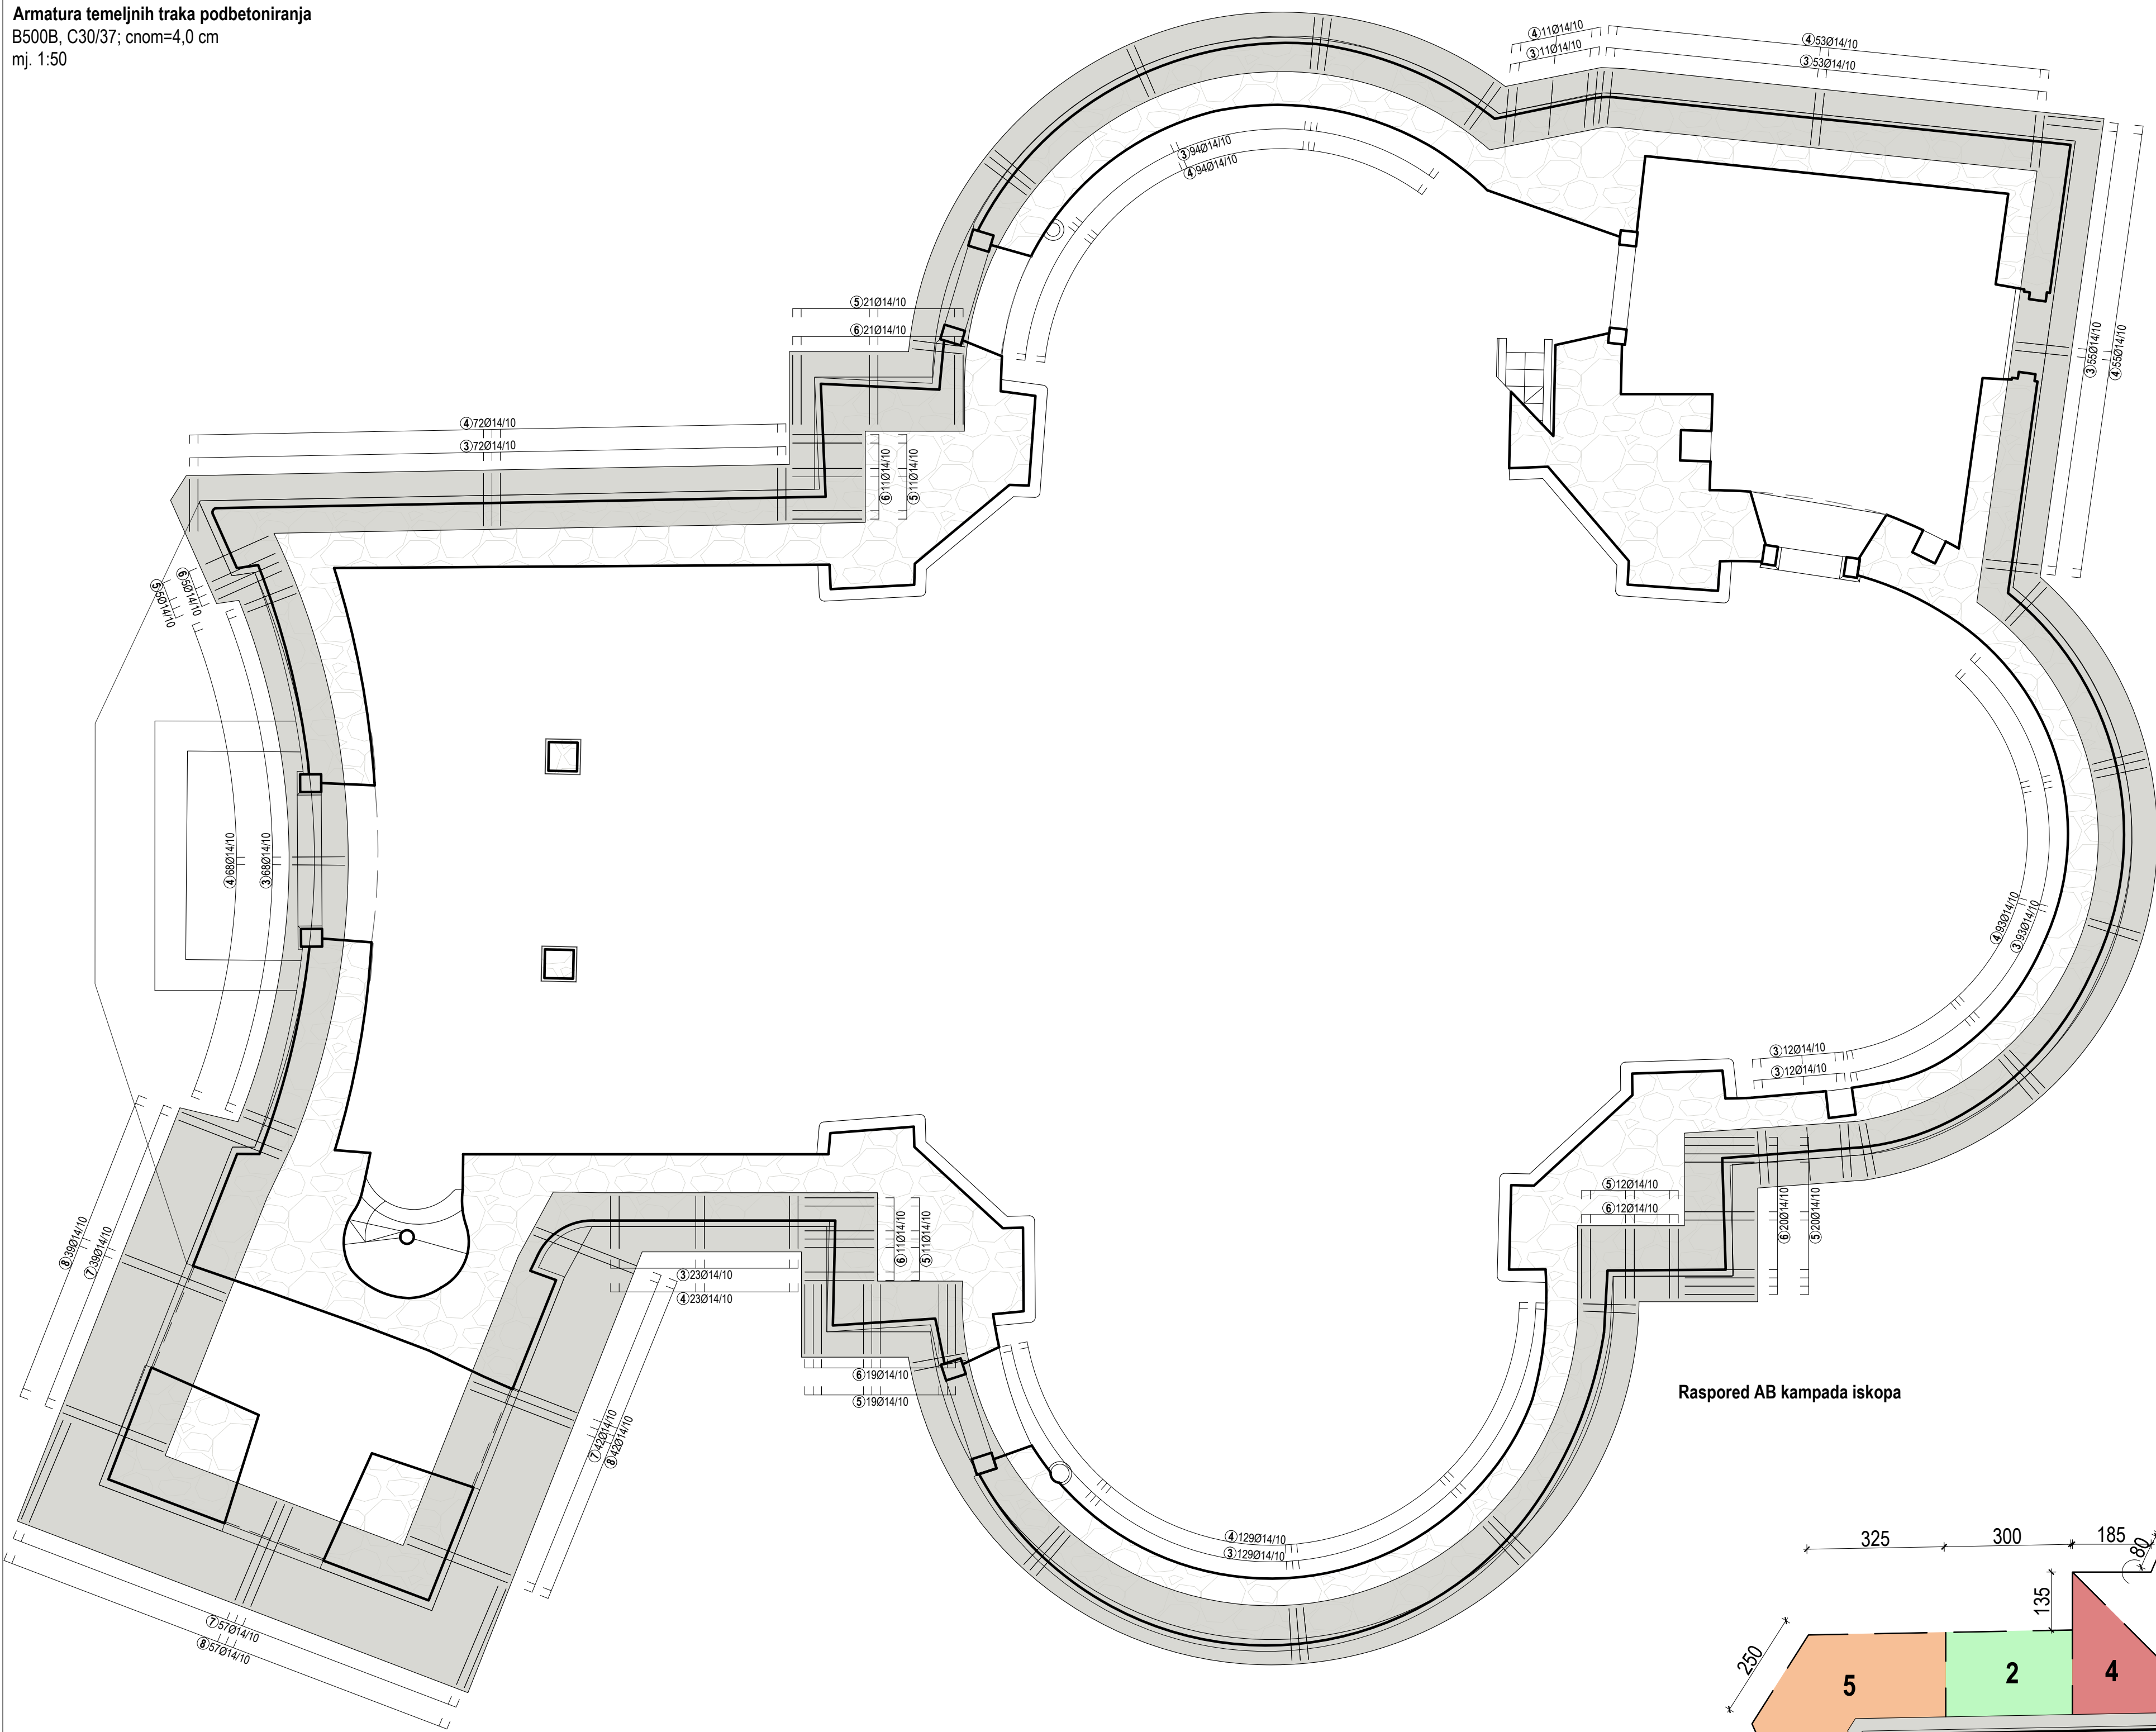 Armatura temeljnih traka podbetoniranja
B500B, C30/37; cnom=4,0 cm
mj. 1:50
④11Ø14/10
③11Ø14/10
④53Ø14/10
③53Ø14/10
③94Ø14/10
④94Ø14/10
⑤21Ø14/10
⑥21Ø14/10
③55Ø14/10
④55Ø14/10
④72Ø14/10
③72Ø14/10
⑥11Ø14/10
⑤11Ø14/10
⑤5Ø14/10
⑥5Ø14/10
④68Ø14/10
③68Ø14/10
④93Ø14/10
③93Ø14/10
③12Ø14/10
③12Ø14/10
⑤12Ø14/10
⑥12Ø14/10
⑥20Ø14/10
⑤20Ø14/10
⑧39Ø14/10
⑦39Ø14/10
⑥11Ø14/10
⑤11Ø14/10
③23Ø14/10
④23Ø14/10
⑥19Ø14/10
⑤19Ø14/10
⑦42Ø14/10
⑧42Ø14/10
④129Ø14/10
③129Ø14/10
⑦57Ø14/10
⑧57Ø14/10
Raspored AB kampada iskopa
325
300
185
80
135
250
5
2
4